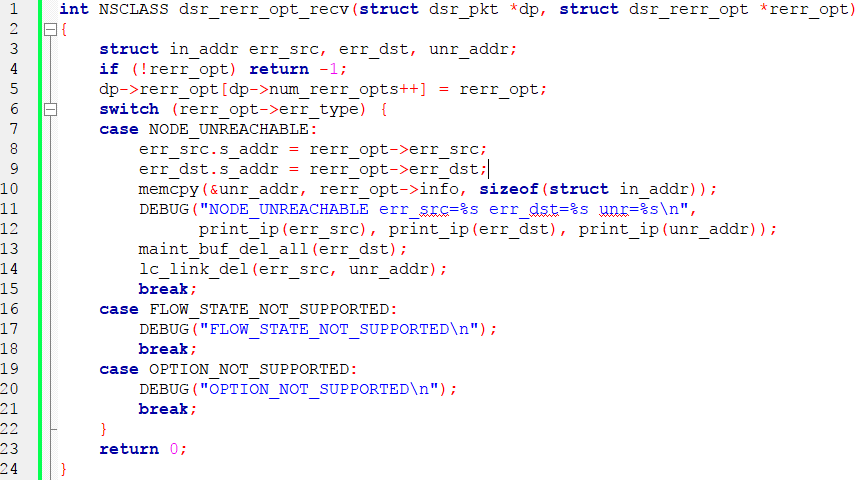 1 int NSCLASS dsr_rerr_opt_recv(struct dsr_pkt *dp, struct dsr_rerr_opt *rerr_opt)
2 {
3     struct in_addr err_src, err_dst, unr_addr;
4     if (!rerr_opt) return -1;
5     dp->rerr_opt[dp->num_rerr_opts++] = rerr_opt;
6     switch (rerr_opt->err_type) {
7     case NODE_UNREACHABLE:
8         err_src.s_addr = rerr_opt->err_src;
9         err_dst.s_addr = rerr_opt->err_dst;
10         memcpy(&unr_addr, rerr_opt->info, sizeof(struct in_addr));
11         DEBUG("NODE_UNREACHABLE err_src=%s err_dst=%s unr=%s\n",
12               print_ip(err_src), print_ip(err_dst), print_ip(unr_addr));
13         maint_buf_del_all(err_dst);
14         lc_link_del(err_src, unr_addr);
15         break;
16     case FLOW_STATE_NOT_SUPPORTED:
17         DEBUG("FLOW_STATE_NOT_SUPPORTED\n");
18         break;
19     case OPTION_NOT_SUPPORTED:
20         DEBUG("OPTION_NOT_SUPPORTED\n");
21         break;
22     }
23     return 0;
24 }